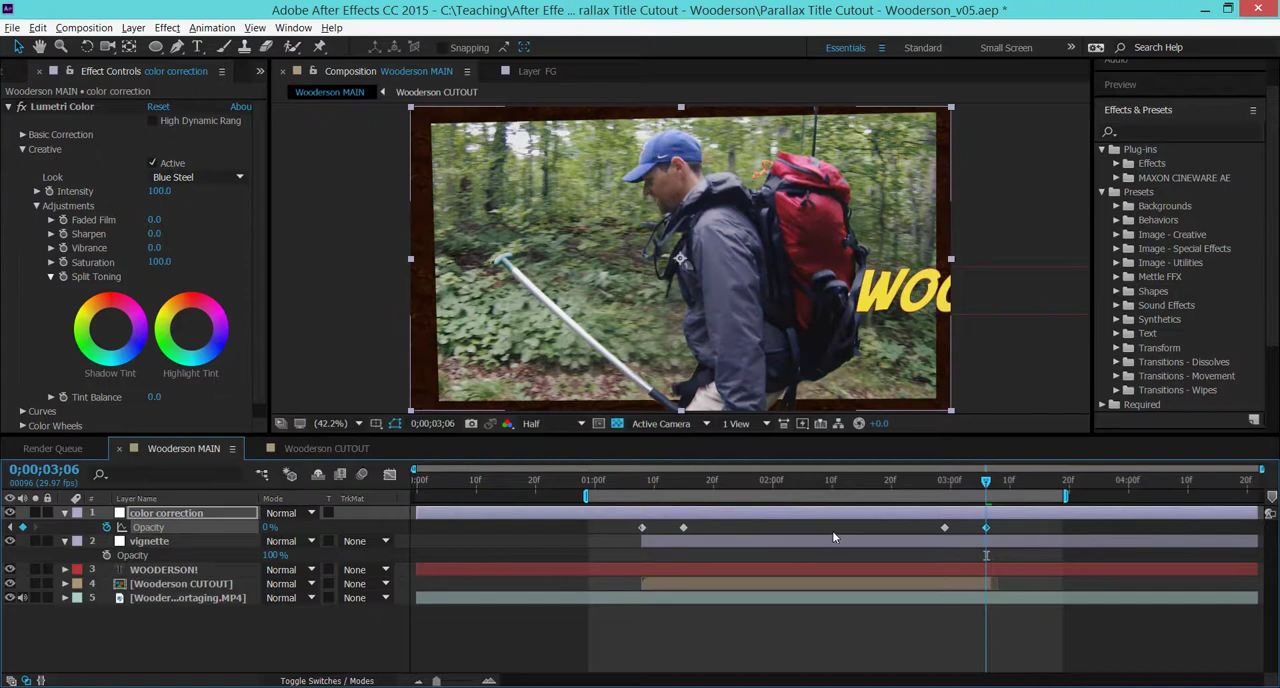 Adobe After Effects CC 2015 - C:\Teaching\After Effe ... rallax Title Cutout - Wooderson\Parallax Title Cutout - Wooderson_v05.aep *
File Edit Composition Layer Effect Animation View Window Help
Snapping Essentials Standard Small Screen Search Help
Effect Controls color correction
Composition Wooderson MAIN
Layer FG
Audio
Preview
Wooderson MAIN • color correction
Wooderson MAIN Wooderson CUTOUT
Lumetri Color Reset Abou
High Dynamic Rang
Basic Correction
Creative
Active
Look Blue Steel
Intensity 100.0
Adjustments
Faded Film 0.0
Sharpen 0.0
Vibrance 0.0
Saturation 100.0
Split Toning
Shadow Tint Highlight Tint
Tint Balance 0.0
Curves
Color Wheels
WOO
Effects & Presets
Plug-ins
Effects
MAXON CINEWARE AE
Presets
Backgrounds
Behaviors
Image - Creative
Image - Special Effects
Image - Utilities
Mettle FFX
Shapes
Sound Effects
Synthetics
Text
Transform
Transitions - Dissolves
Transitions - Movement
Transitions - Wipes
Required
(42.2%) 0;00;03;06 Half Active Camera 1 View +0.0
Render Queue Wooderson MAIN Wooderson CUTOUT
0;00;03;06
00096 (29.97 fps)
# Layer Name Mode T TrkMat
:00f 10f 20f 01:00f 10f 20f 02:00f 10f 20f 03:00f 10f 20f 04:00f 10f 20f
1 color correction Normal
Opacity 0 %
2 vignette Normal None
Opacity 100 %
3 T WOODERSON! Normal None
4 [Wooderson CUTOUT] Normal None
5 [Wooder...ortaging.MP4] Normal None
Toggle Switches / Modes